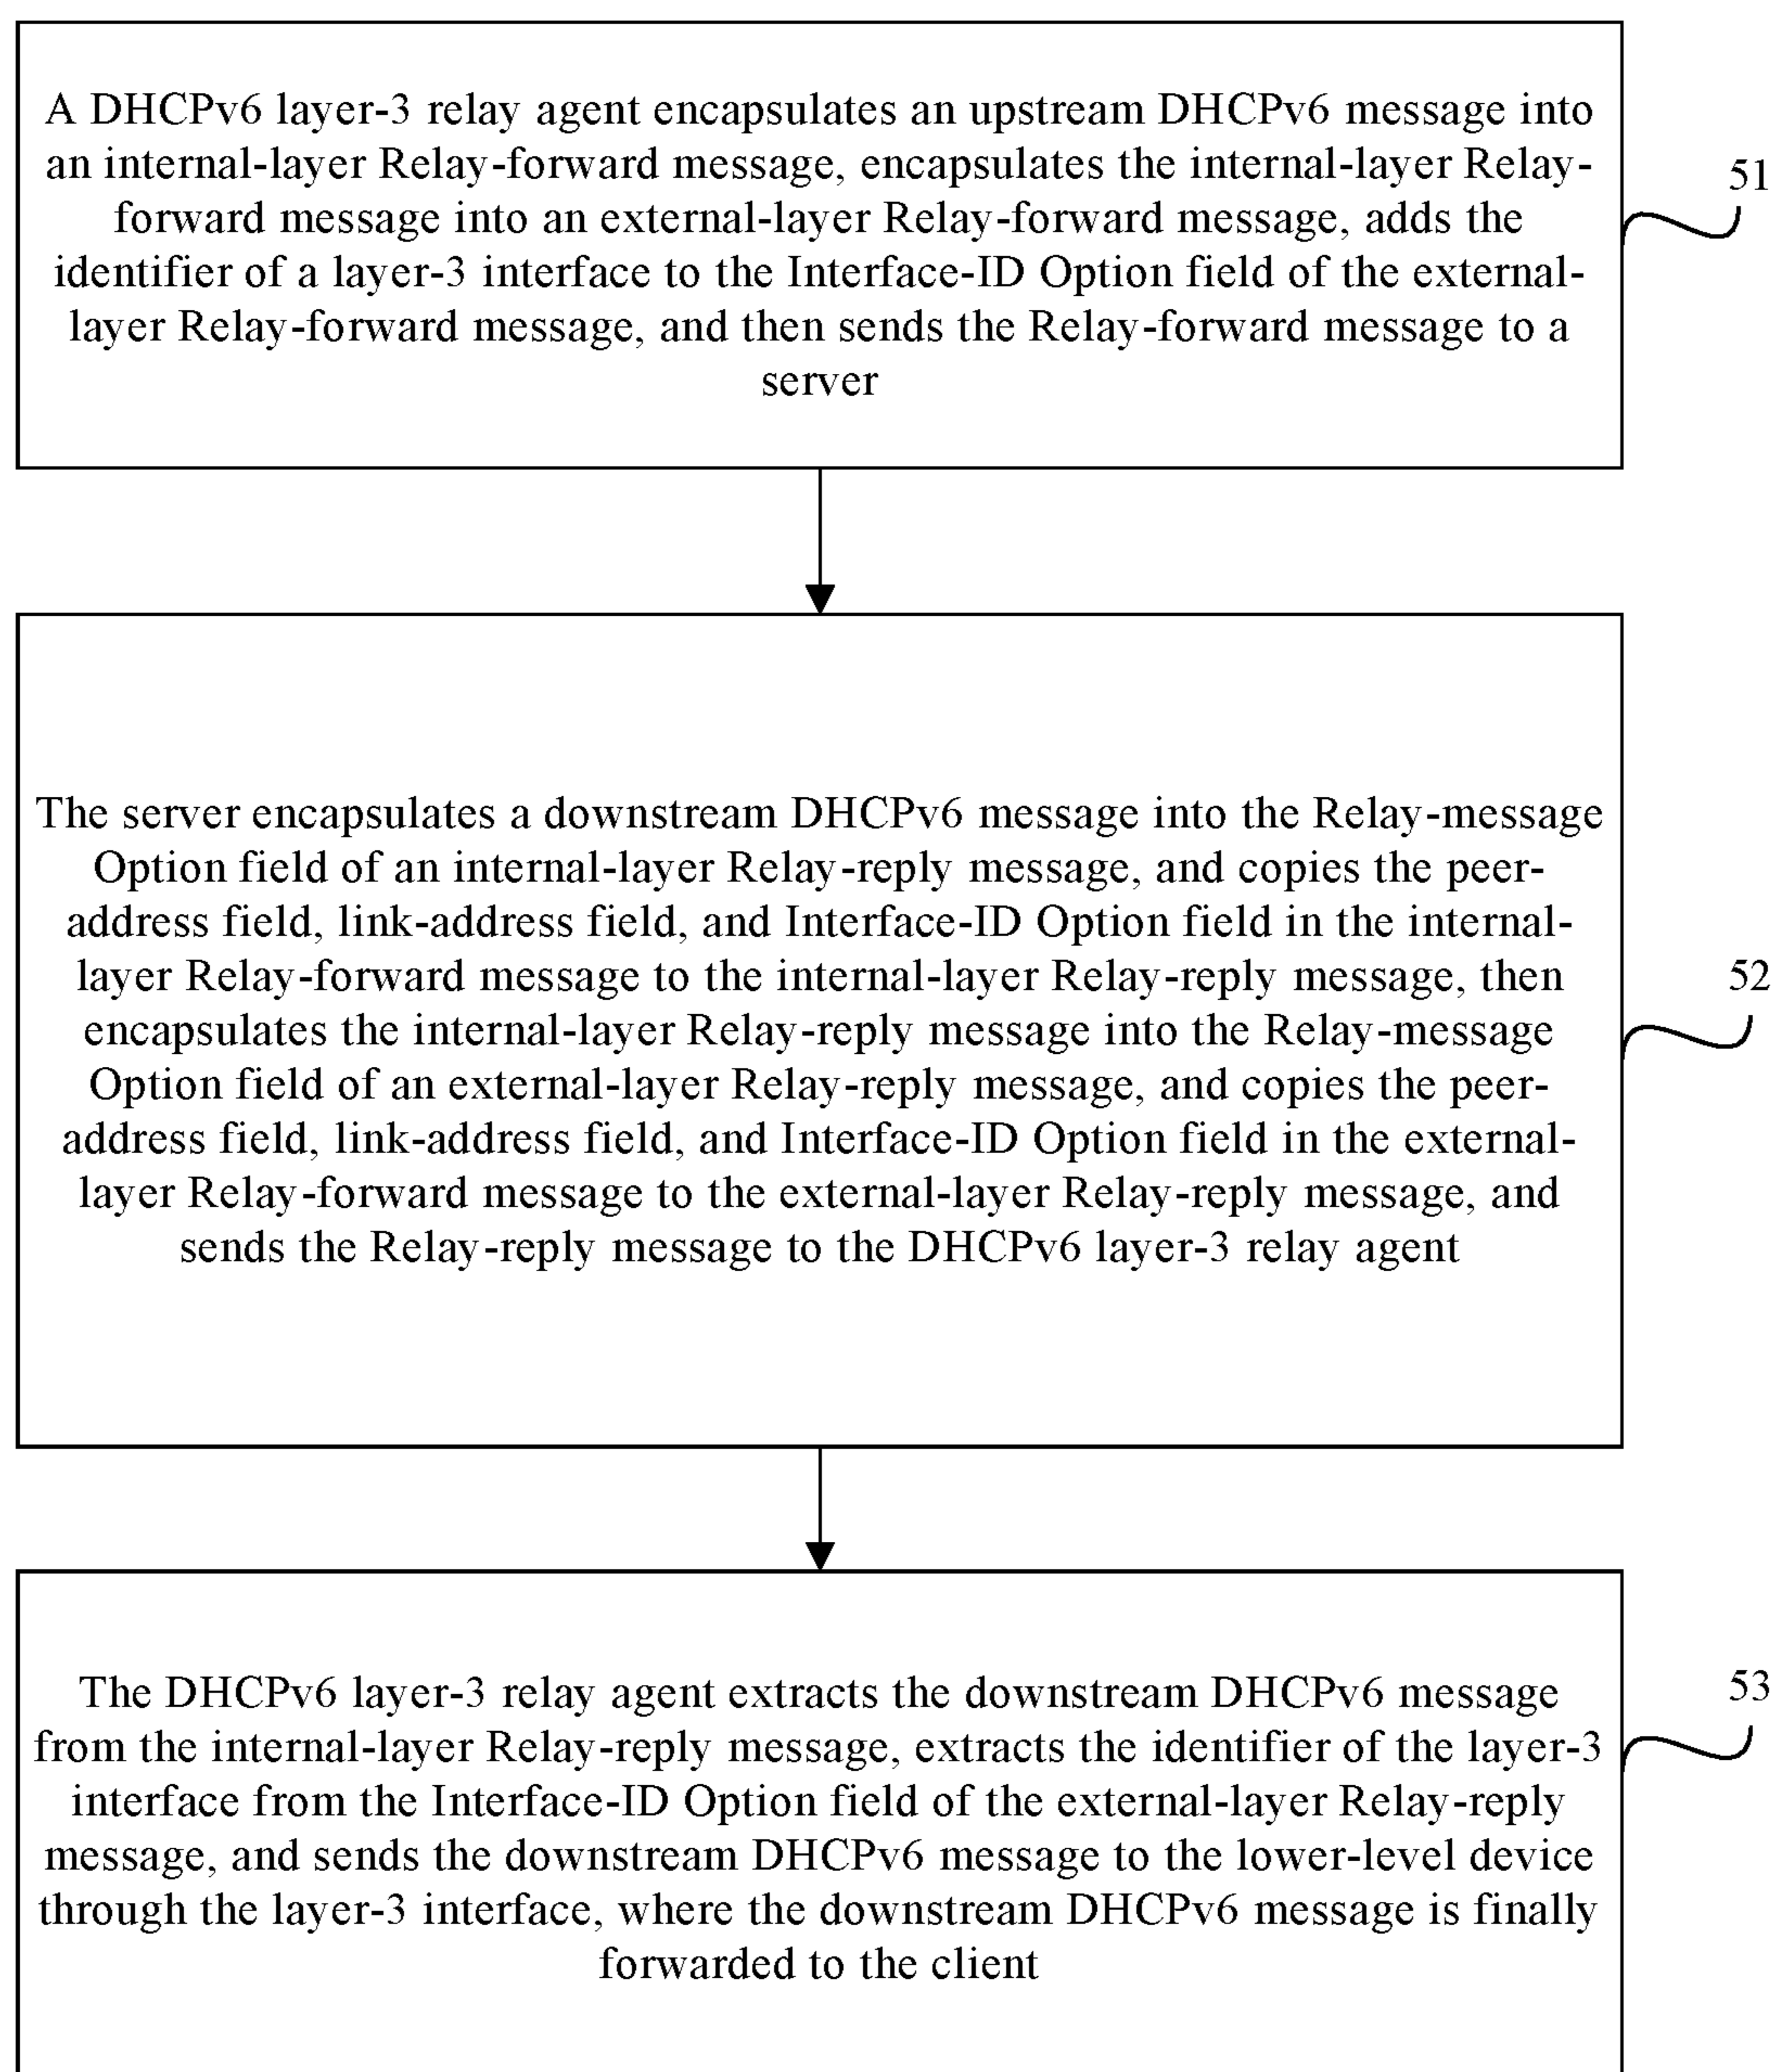 A DHCPv6 layer-3 relay agent encapsulates an upstream DHCPv6 message into
an internal-layer Relay-forward message, encapsulates the internal-layer Relay-
forward message into an external-layer Relay-forward message, adds the
identifier of a layer-3 interface to the Interface-ID Option field of the external-
layer Relay-forward message, and then sends the Relay-forward message to a
server
51
The server encapsulates a downstream DHCPv6 message into the Relay-message
Option field of an internal-layer Relay-reply message, and copies the peer-
address field, link-address field, and Interface-ID Option field in the internal-
layer Relay-forward message to the internal-layer Relay-reply message, then
encapsulates the internal-layer Relay-reply message into the Relay-message
Option field of an external-layer Relay-reply message, and copies the peer-
address field, link-address field, and Interface-ID Option field in the external-
layer Relay-forward message to the external-layer Relay-reply message, and
sends the Relay-reply message to the DHCPv6 layer-3 relay agent
52
The DHCPv6 layer-3 relay agent extracts the downstream DHCPv6 message
from the internal-layer Relay-reply message, extracts the identifier of the layer-3
interface from the Interface-ID Option field of the external-layer Relay-reply
message, and sends the downstream DHCPv6 message to the lower-level device
through the layer-3 interface, where the downstream DHCPv6 message is finally
forwarded to the client
53